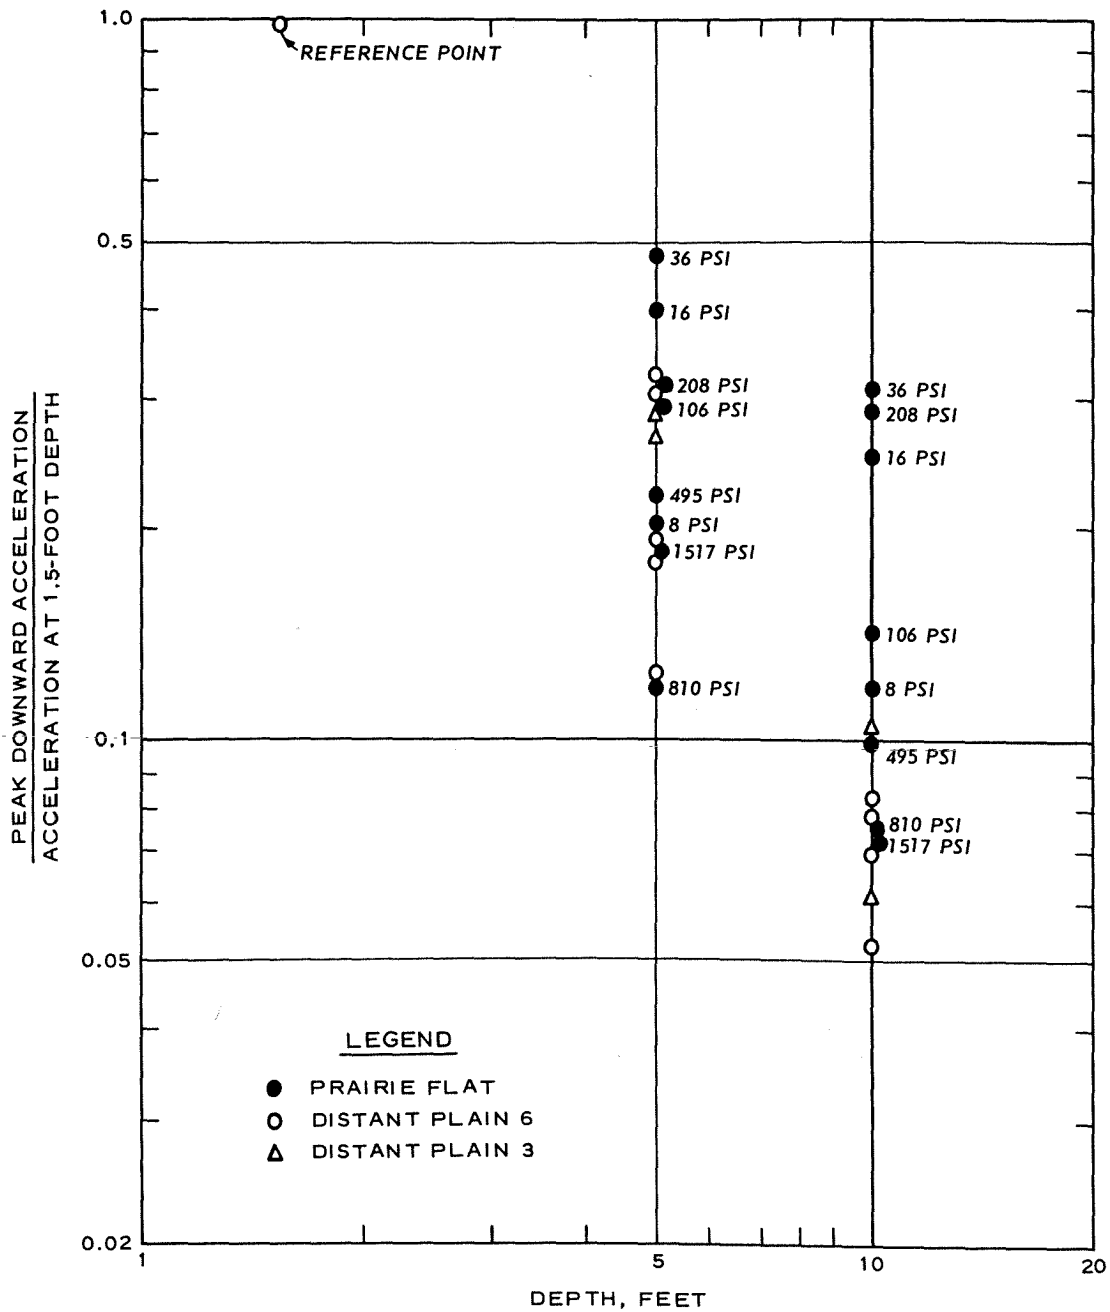 1.0
REFERENCE POINT
0.5
36 PSI
16 PSI
208 PSI
36 PSI
106 PSI
208 PSI
16 PSI
495 PSI
8 PSI
1517 PSI
106 PSI
810 PSI
8 PSI
0.1
495 PSI
810 PSI
1517 PSI
0.05
PEAK DOWNWARD ACCELERATION
ACCELERATION AT 1.5-FOOT DEPTH
LEGEND
PRAIRIE FLAT
DISTANT PLAIN 6
DISTANT PLAIN 3
0.02
1
5
10
20
DEPTH, FEET